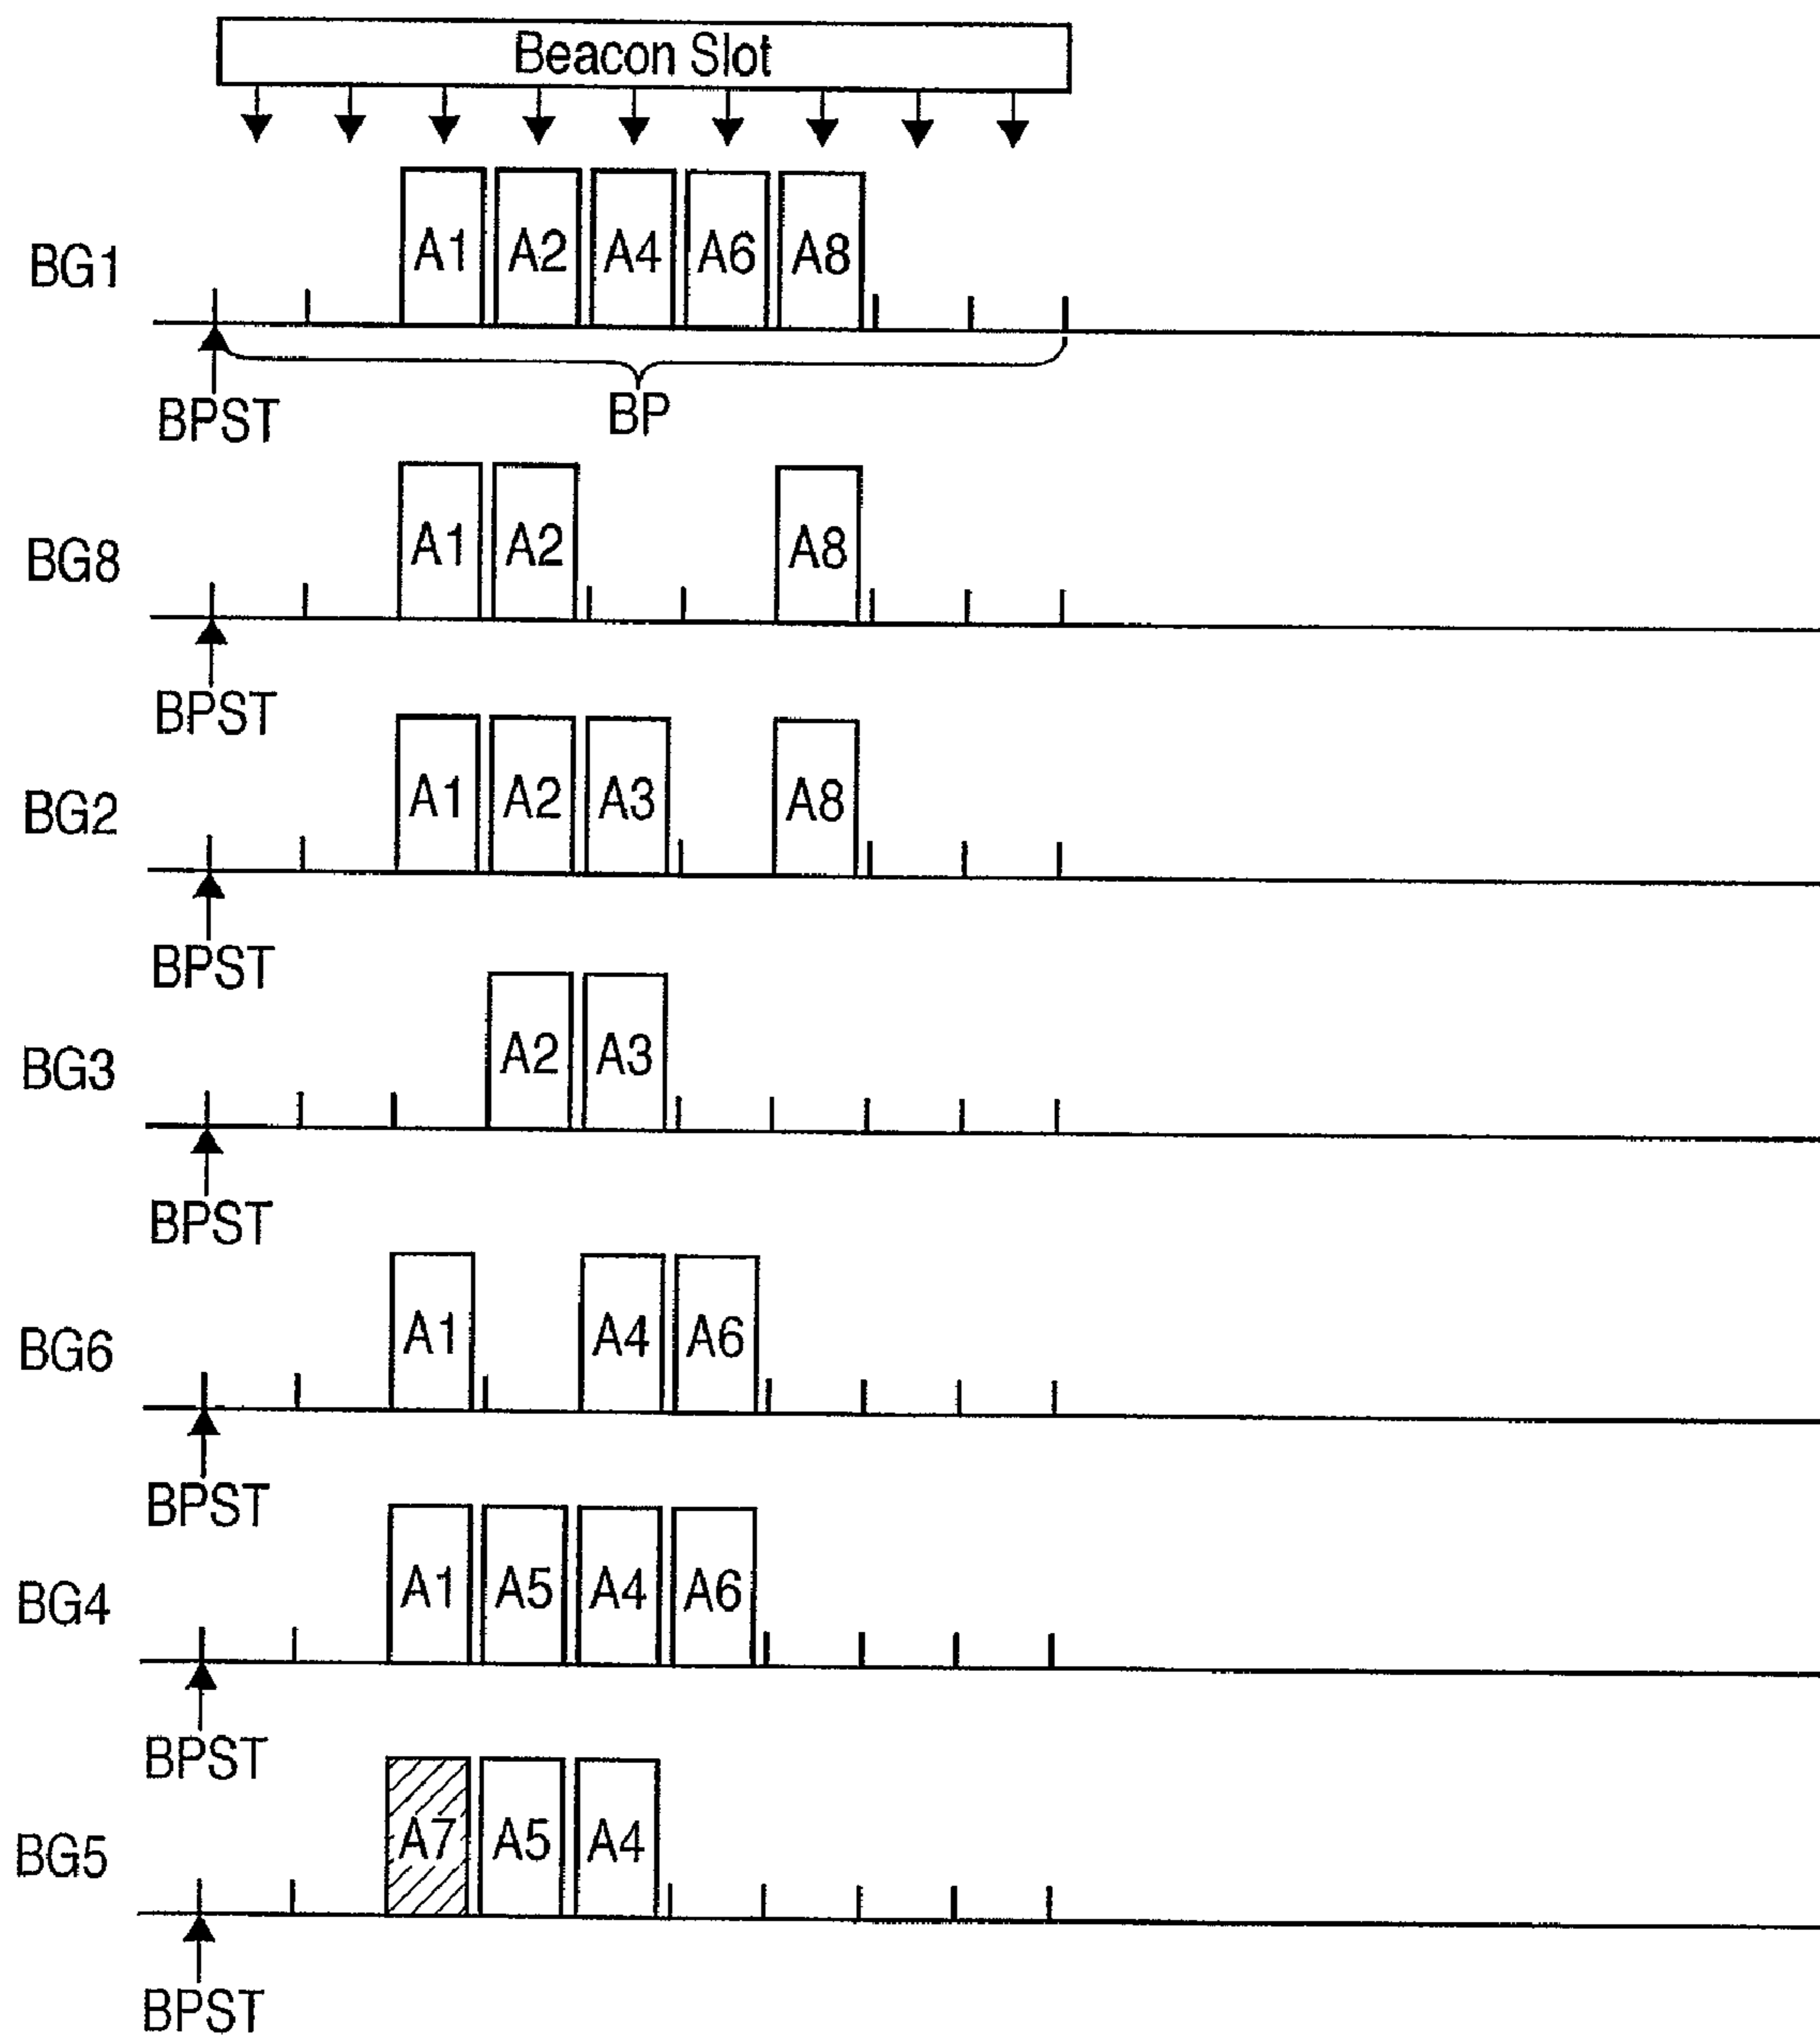 Beacon Slot
BG1 A1 A2 A4 A6 A8
BPST BP
BG8 A1 A2 A8
BPST
BG2 A1 A2 A3 A8
BPST
BG3 A2 A3
BPST
BG6 A1 A4 A6
BPST
BG4 A1 A5 A4 A6
BPST
BG5 A7 A5 A4
BPST